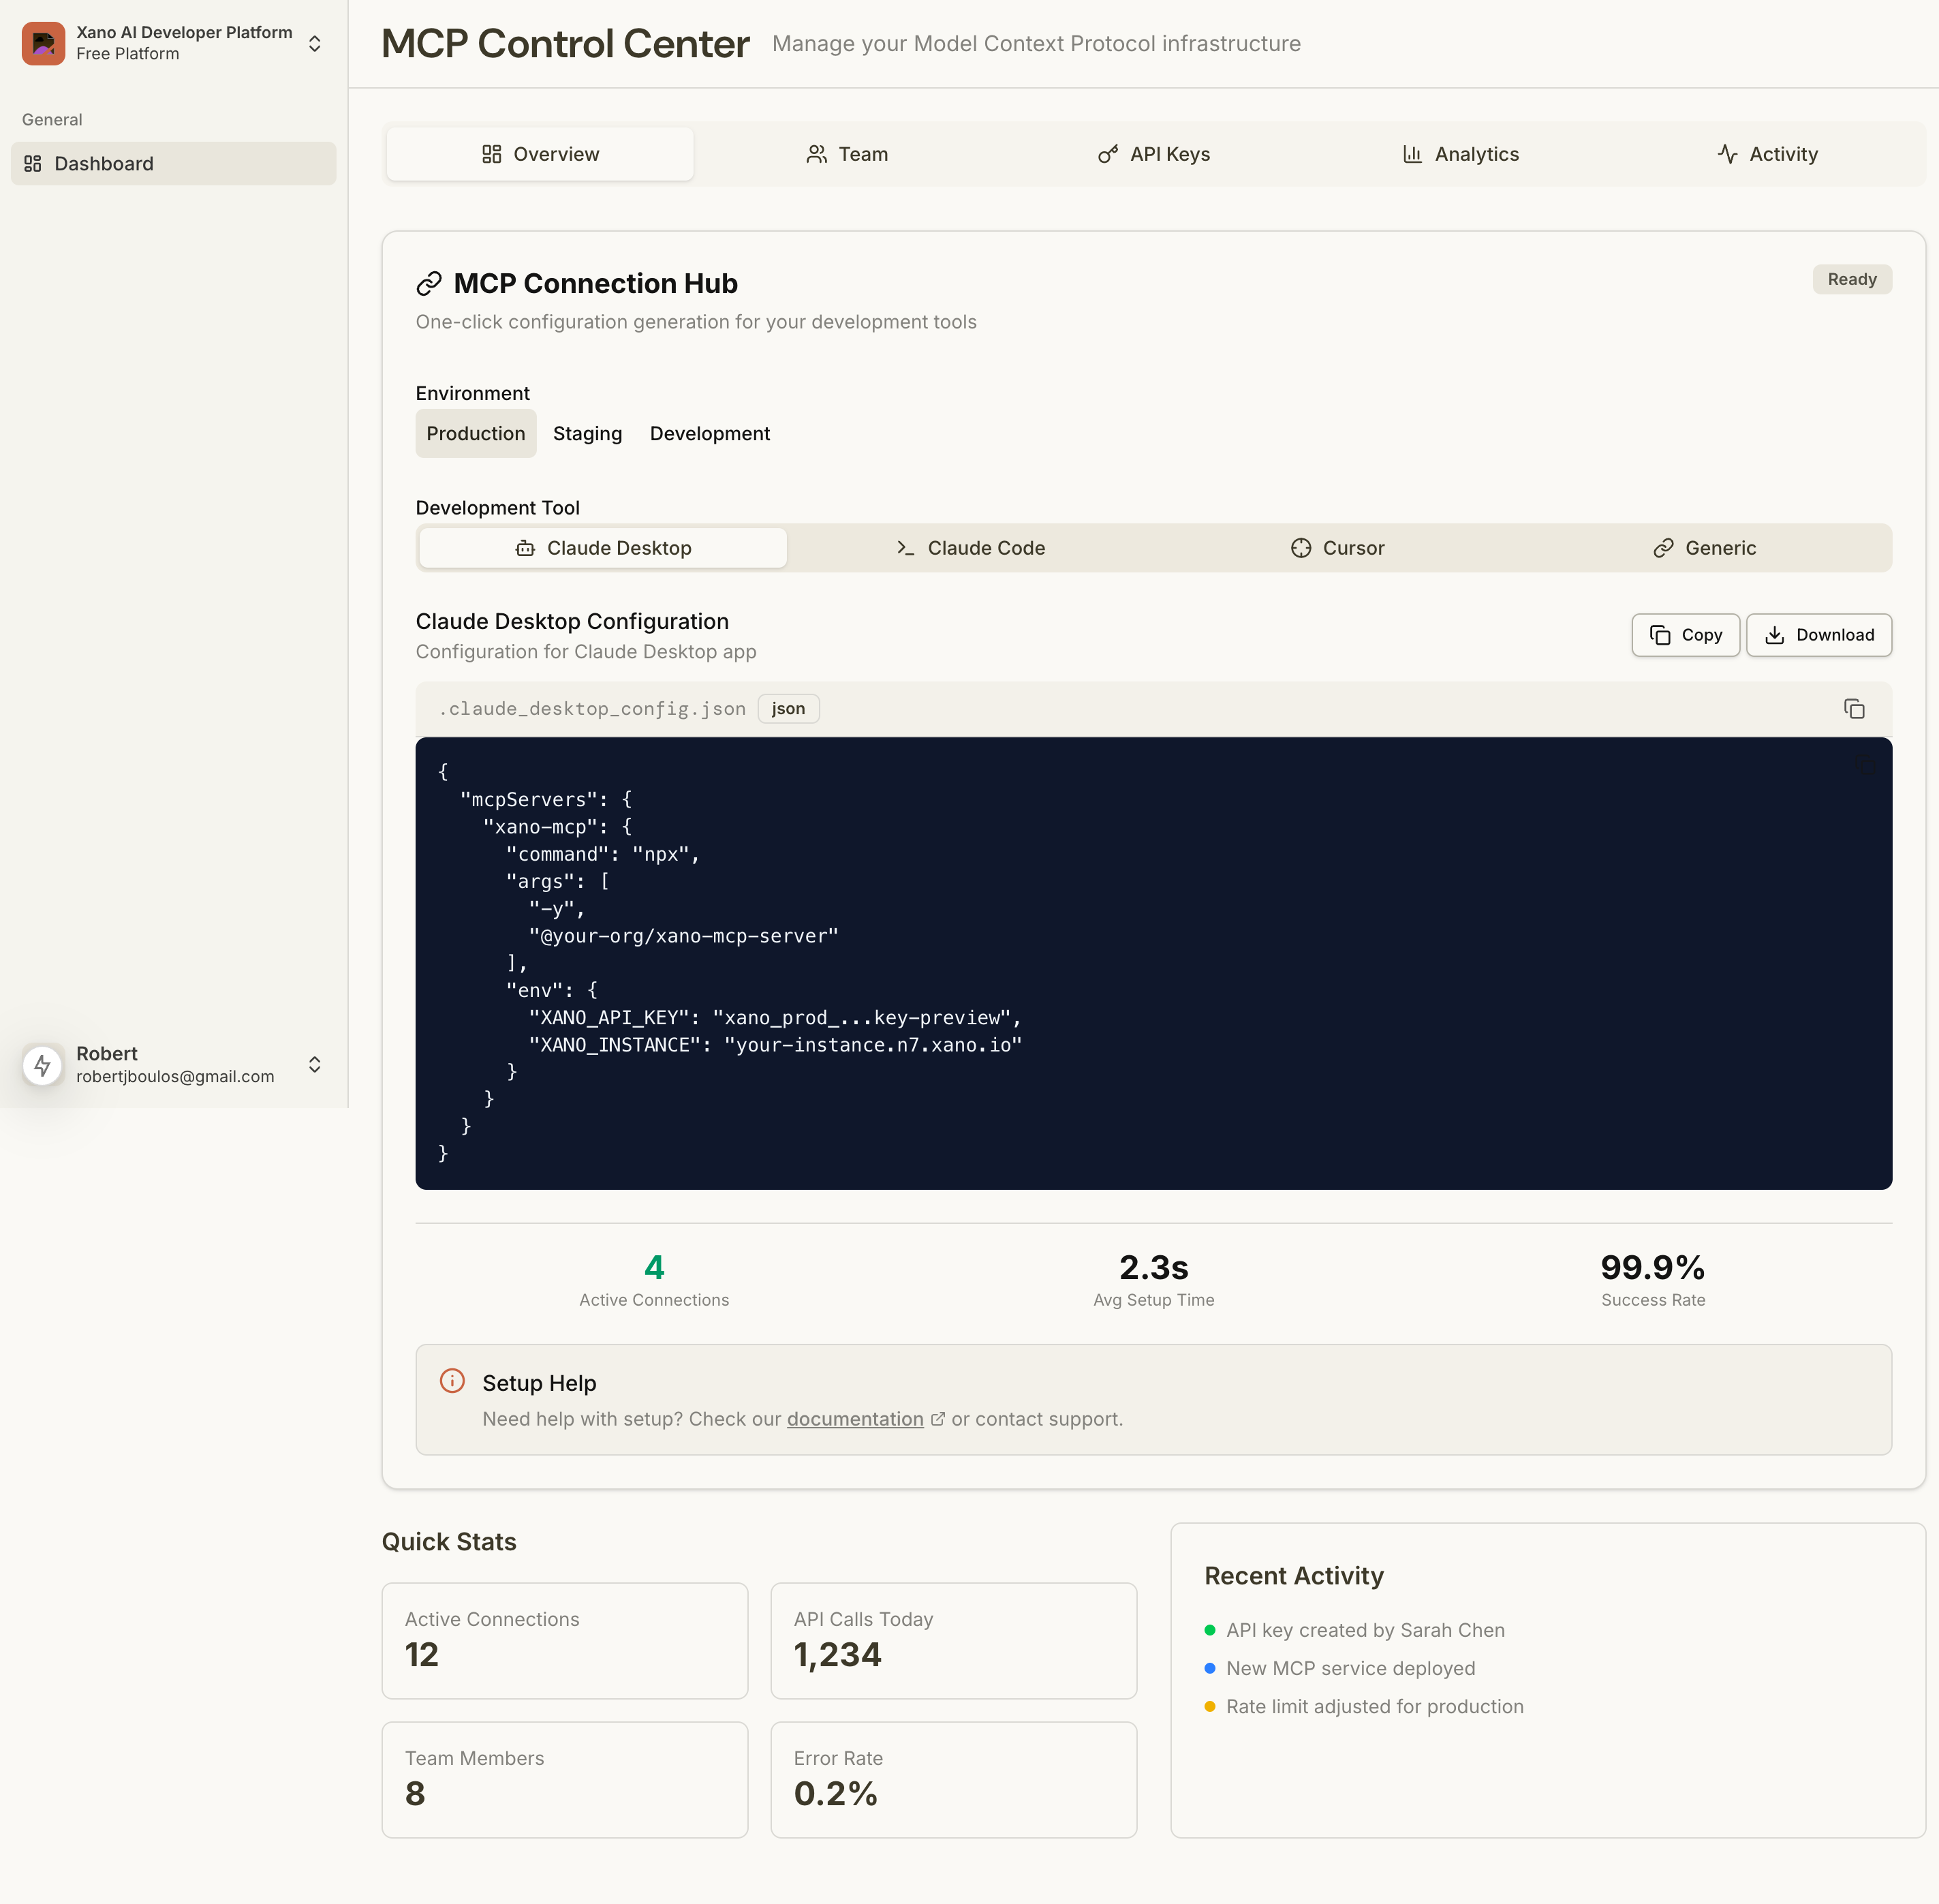 Xano AI Developer Platform
Free Platform
General
Dashboard
Robert
robertjboulos@gmail.com
MCP Control Center
Manage your Model Context Protocol infrastructure
Overview
Team
API Keys
Analytics
Activity
MCP Connection Hub
Ready
One-click configuration generation for your development tools
Environment
Production
Staging
Development
Development Tool
Claude Desktop
Claude Code
Cursor
Generic
Claude Desktop Configuration
Configuration for Claude Desktop app
Copy
Download
.claude_desktop_config.json
json
{
  "mcpServers": {
    "xano-mcp": {
      "command": "npx",
      "args": [
        "-y",
        "@your-org/xano-mcp-server"
      ],
      "env": {
        "XANO_API_KEY": "xano_prod_...key-preview",
        "XANO_INSTANCE": "your-instance.n7.xano.io"
      }
    }
  }
}
4
Active Connections
2.3s
Avg Setup Time
99.9%
Success Rate
Setup Help
Need help with setup? Check our documentation or contact support.
Quick Stats
Active Connections
12
API Calls Today
1,234
Team Members
8
Error Rate
0.2%
Recent Activity
API key created by Sarah Chen
New MCP service deployed
Rate limit adjusted for production